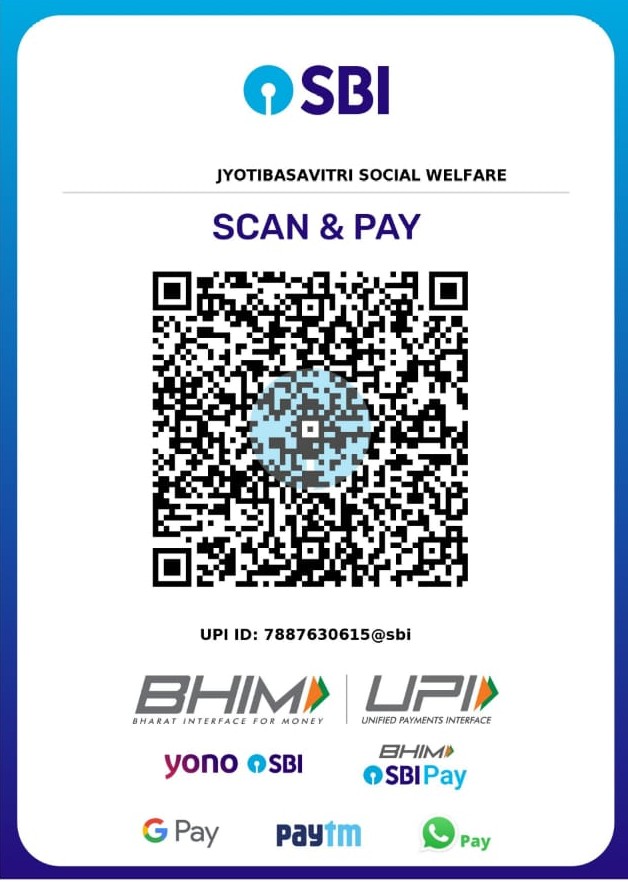 SBI
JYOTIBASAVITRI SOCIAL WELFARE
SCAN & PAY
UPI ID: 7887630615@sbi
BHIM UPI
BHARAT INTERFACE FOR MONEY UNIFIED PAYMENTS INTERFACE
BHIM
yono SBI SBI Pay
G Pay paytm Pay